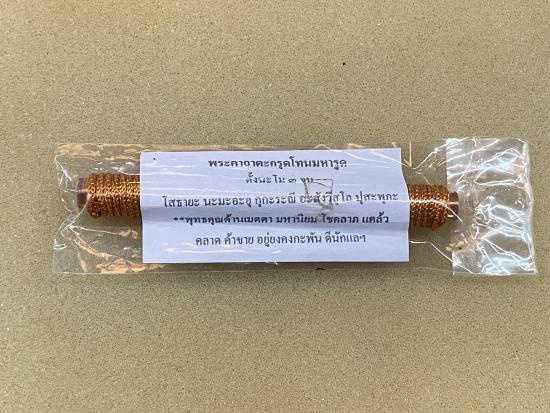 พระคาถาตะกรุดโทนมหารูด
ตั้งนะโม ๓ จบ
โสธายะ นะมะอะอุ กุกะระณี อะสังวิสุโล ปุสะพุภะ
**พุทธคุณด้านเมตตา มหานิยม โชคลาภ แคล้ว
คลาด ค้าขาย อยู่ยงคงกะพัน ดีนักแลฯ